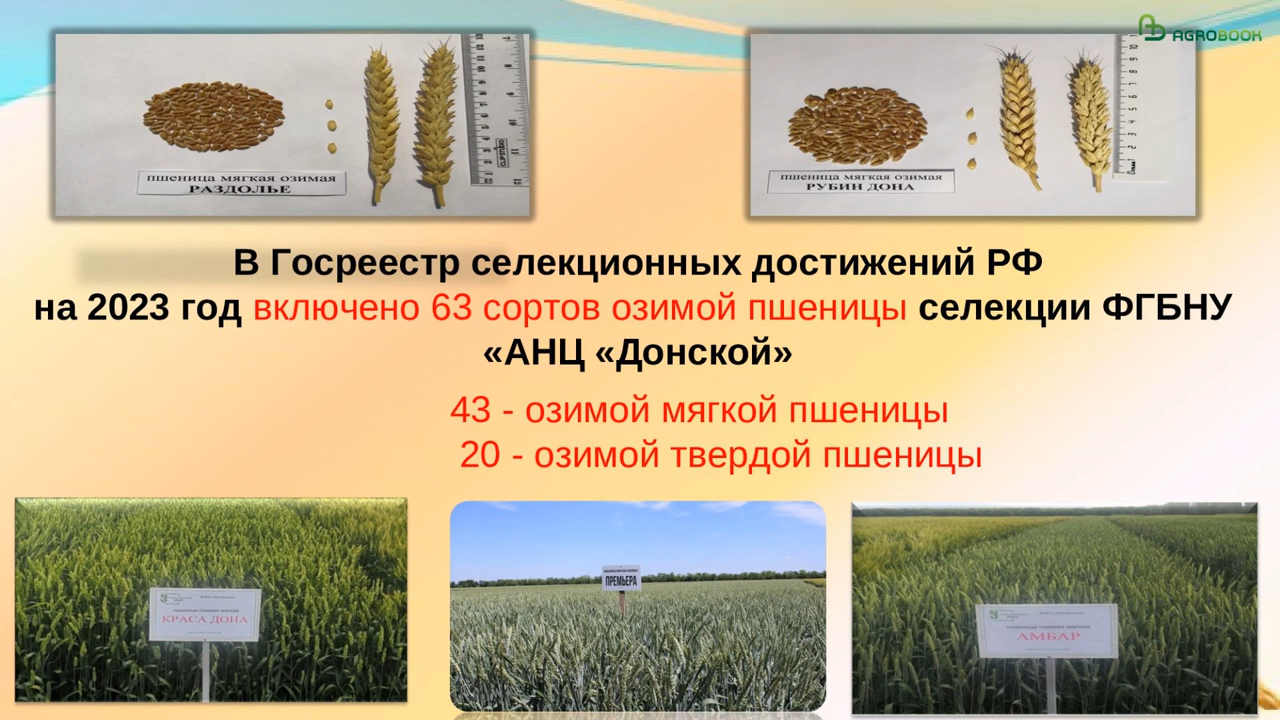 AGROBOOK
пшеница мягкая озимая
РАЗДОЛЬЕ
пшеница мягкая озимая
РУБИН ДОНА
В Госреестр селекционных достижений РФ
на 2023 год включено 63 сортов озимой пшеницы селекции ФГБНУ
«АНЦ «Донской»
43 - озимой мягкой пшеницы
20 - озимой твердой пшеницы
КРАСА ДОНА
ПРЕМЬЕРА
АМБАР